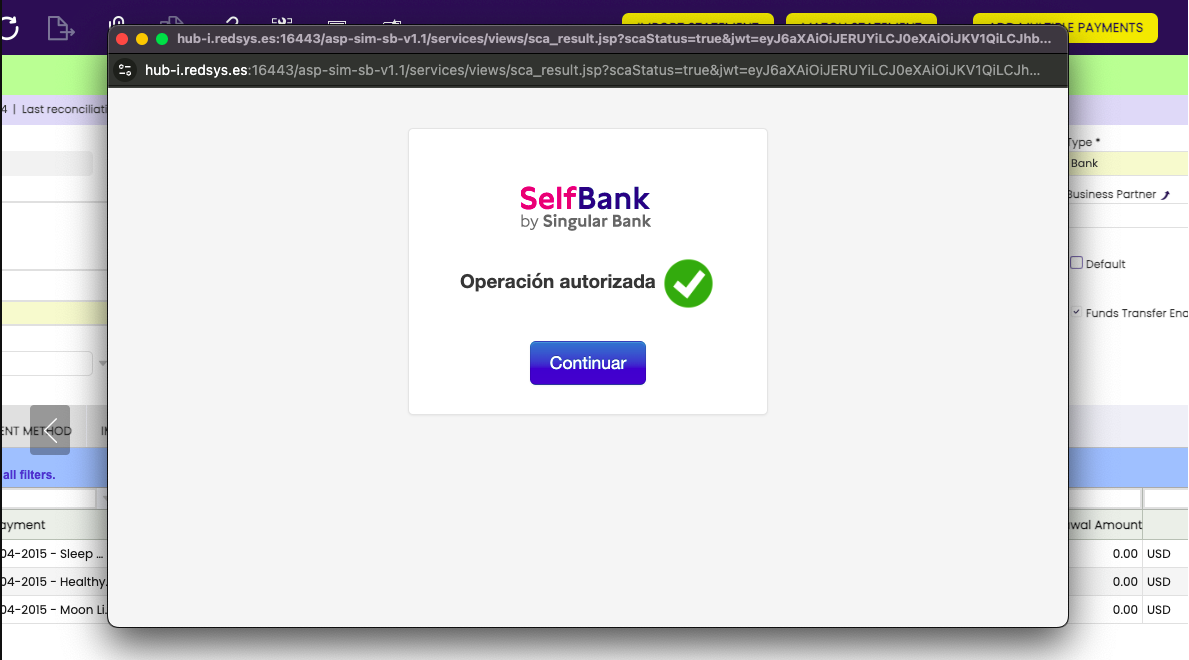 hub-i.redsys.es:16443/asp-sim-sb-v1.1/services/views/sca_result.jsp?scaStatus=true&jwt=eyJ6aXAiOiJERUYiLCJ0eXAiOiJKV1QiLCJhb...
hub-i.redsys.es:16443/asp-sim-sb-v1.1/services/views/sca_result.jsp?scaStatus=true&jwt=eyJ6aXAiOiJERUYiLCJ0eXAiOiJKV1QiLCJh...
PAYMENTS
4 | Last reconciliati
Type *
Bank
Business Partner
Default
Funds Transfer Ena
SelfBank
by Singular Bank
Operación autorizada
Continuar
ENT METHOD
all filters.
ayment
awal Amount
04-2015 - Sleep ...
0.00 USD
04-2015 - Healthy.
0.00 USD
04-2015 - Moon Li.
0.00 USD